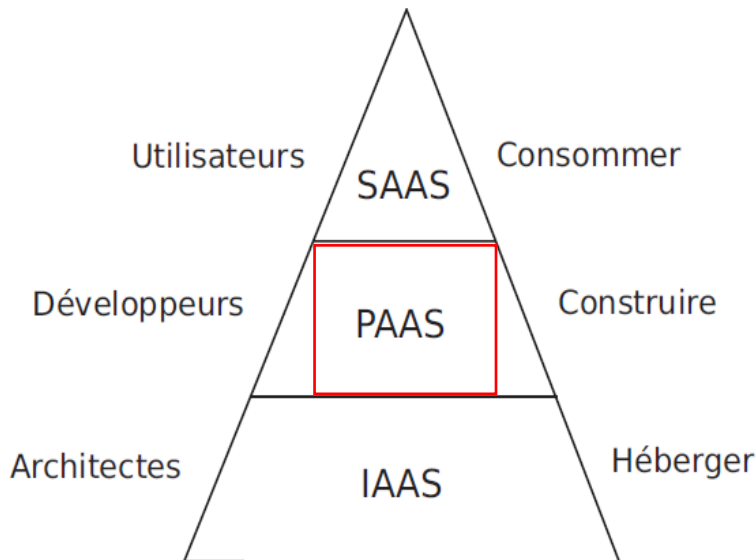 Utilisateurs
Consommer
SAAS
Développeurs
Construire
PAAS
Architectes
Héberger
IAAS